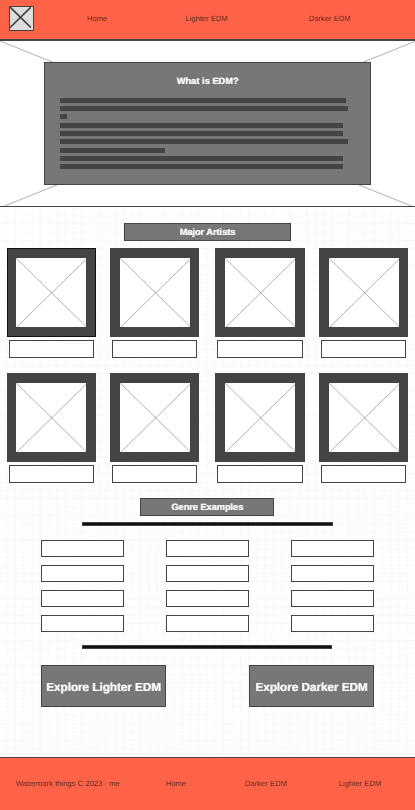 Home
Lighter EDM
Darker EDM
What is EDM?
Major Artists
Genre Examples
Explore Lighter EDM
Explore Darker EDM
Watermark things C 2023 · me
Home
Darker EDM
Lighter EDM